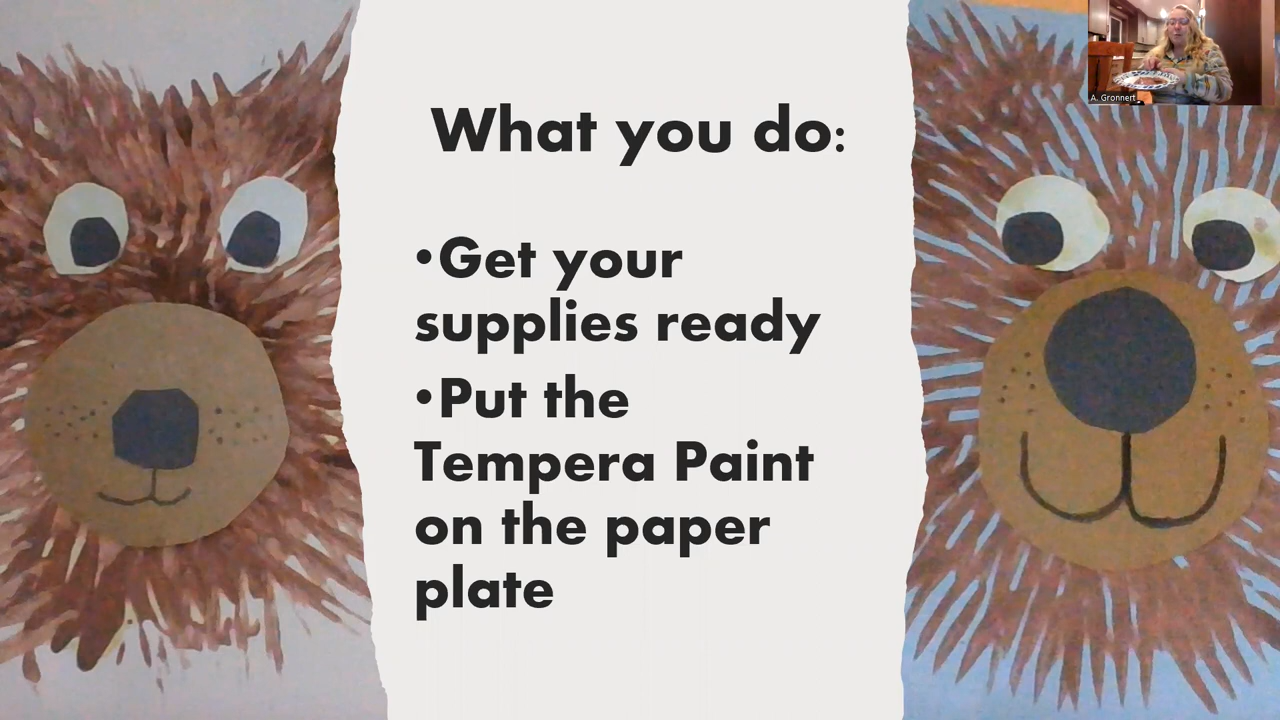 What you do:
•Get your
supplies ready
•Put the
Tempera Paint
on the paper
plate
A. Gronnert